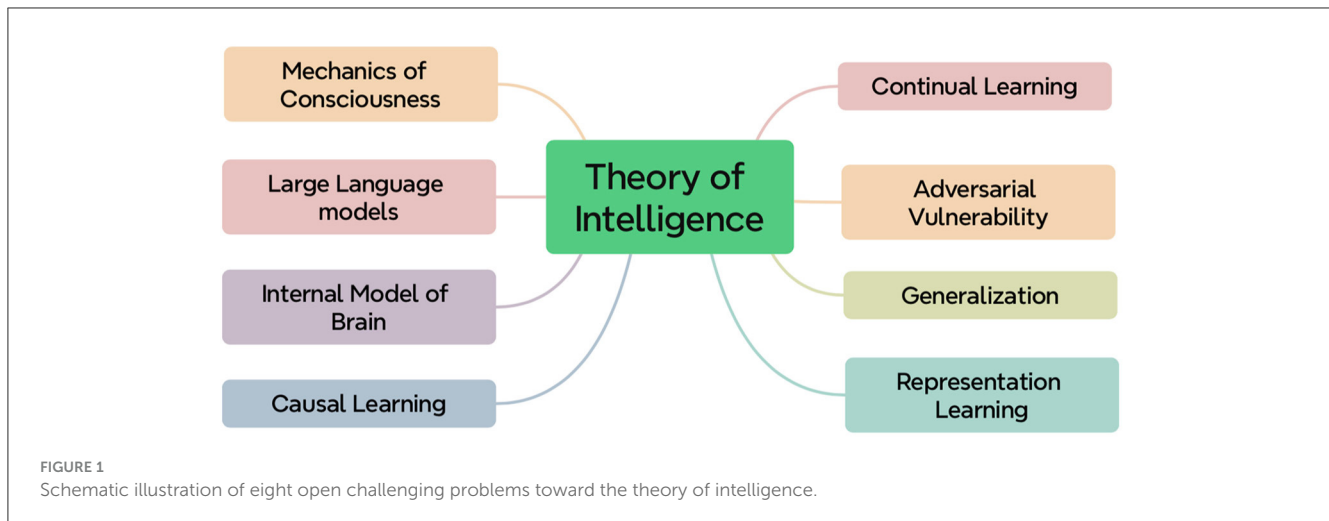 Mechanics of
Consciousness
Large Language
models
Internal Model of
Brain
Causal Learning
Theory of
Intelligence
Continual Learning
Adversarial
Vulnerability
Generalization
Representation
Learning
FIGURE 1
Schematic illustration of eight open challenging problems toward the theory of intelligence.